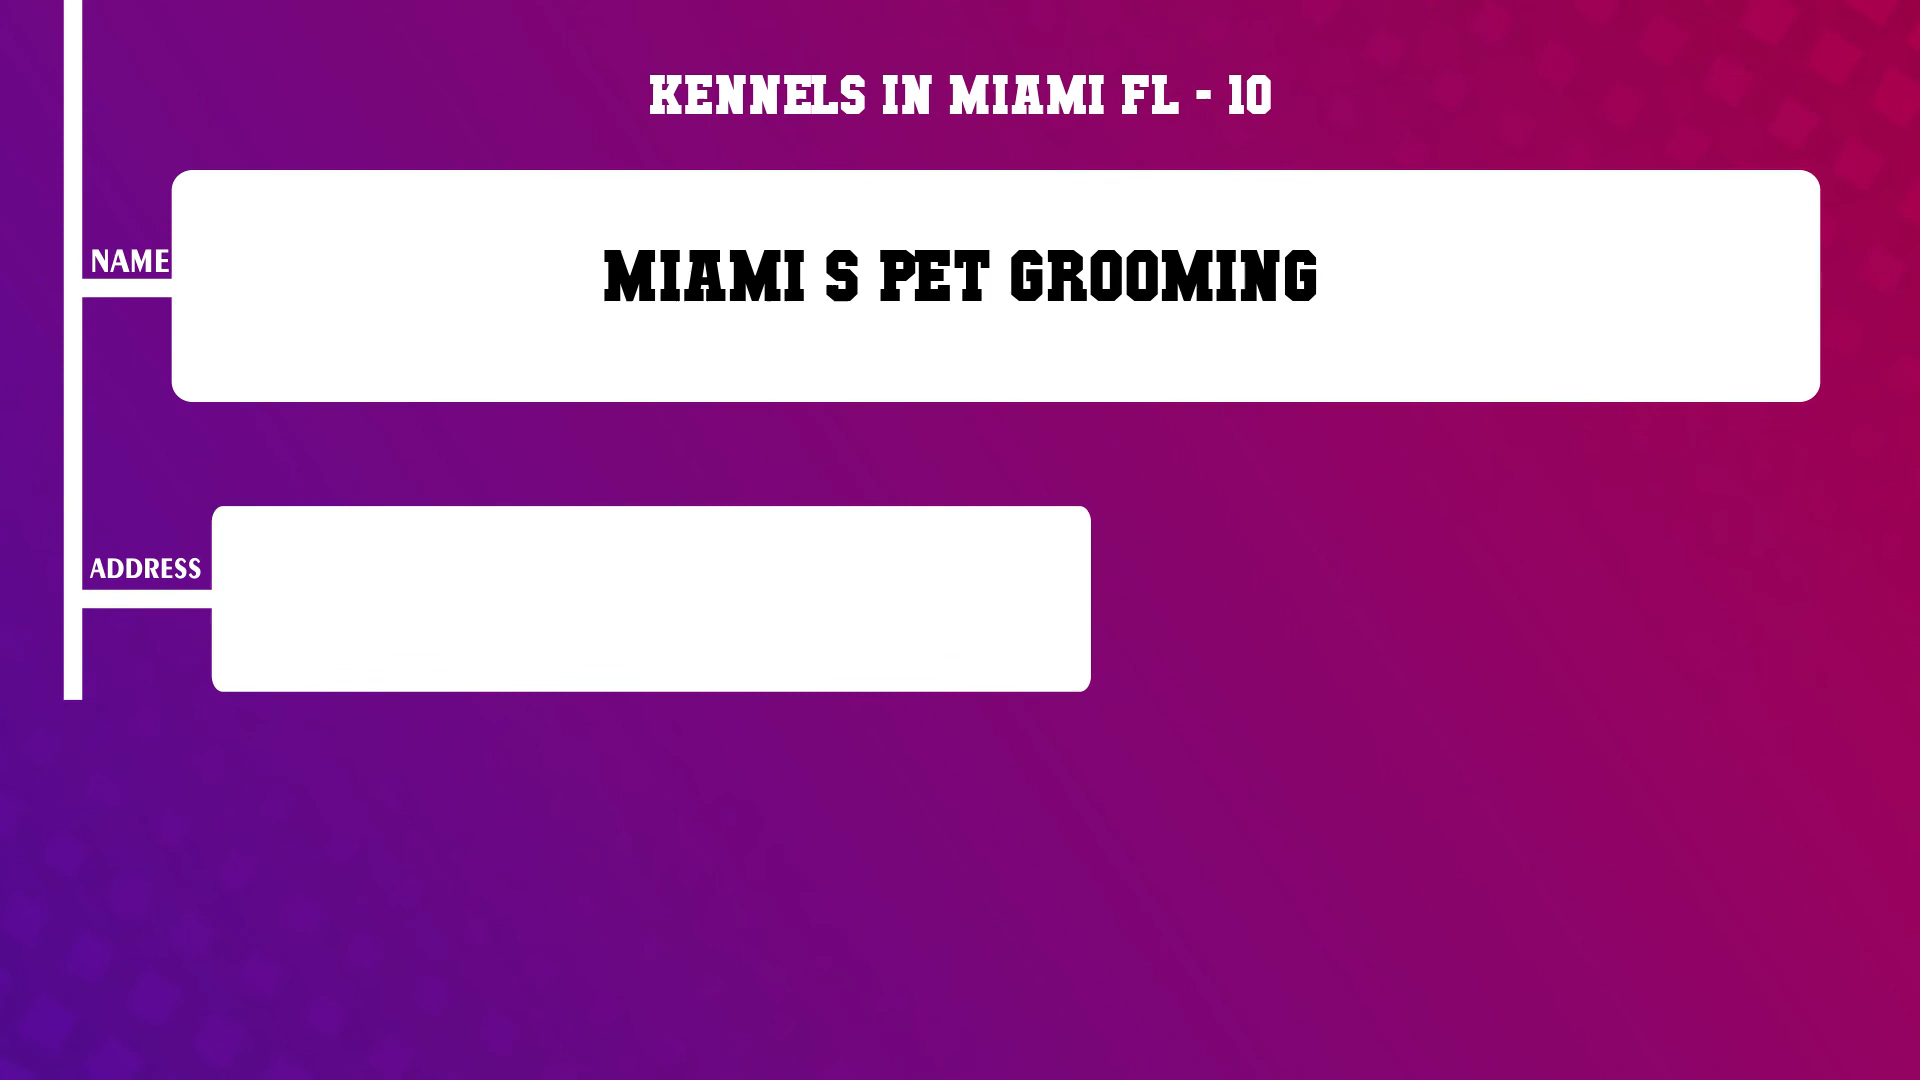 KENNELS IN MIAMI FL - 10
NAME
MIAMI S PET GROOMING
ADDRESS